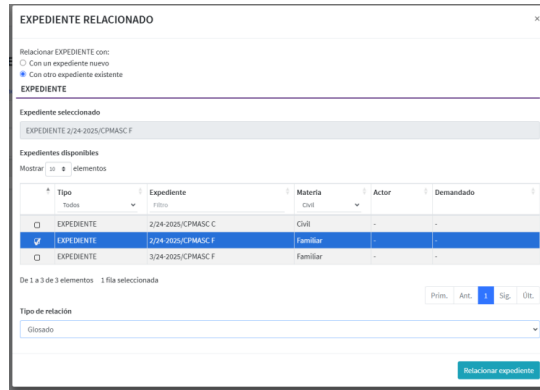 EXPEDIENTE RELACIONADO ×
Relacionar EXPEDIENTE con:
Con un expediente nuevo
Con otro expediente existente
EXPEDIENTE
Expediente seleccionado
EXPEDIENTE 2/24-2025/CPMASC F
Expedientes disponibles
Mostrar 10 elementos
Tipo Expediente Materia Actor Demandado
Todos Filtro Civil
EXPEDIENTE 2/24-2025/CPMASC C Civil - -
EXPEDIENTE 2/24-2025/CPMASC F Familiar - -
EXPEDIENTE 3/24-2025/CPMASC F Familiar - -
De 1 a 3 de 3 elementos 1 fila seleccionada
Prim. Ant. 1 Sig. Últ.
Tipo de relación
Glosado
Relacionar expediente